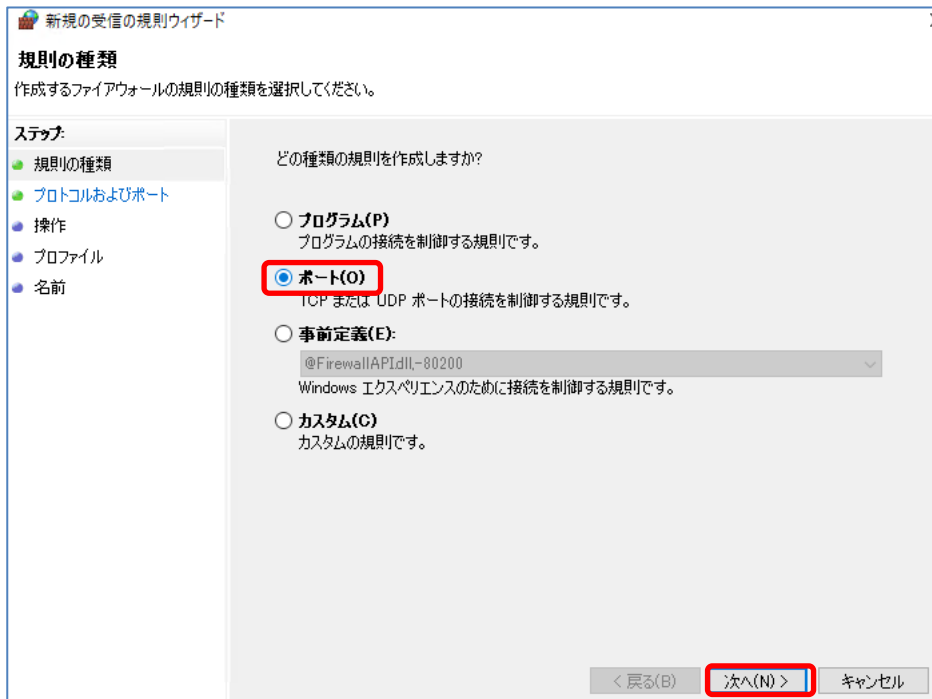 新規の受信の規則ウィザード
規則の種類
作成するファイアウォールの規則の種類を選択してください。
ステップ:
規則の種類
プロトコルおよびポート
操作
プロファイル
名前
どの種類の規則を作成しますか?
プログラム(P)
プログラムの接続を制御する規則です。
ポート(O)
TCP または UDP ポートの接続を制御する規則です。
事前定義(E):
@FirewallAPI.dll,-80200
Windows エクスペリエンスのために接続を制御する規則です。
カスタム(C)
カスタムの規則です。
< 戻る(B) 次へ(N) > キャンセル